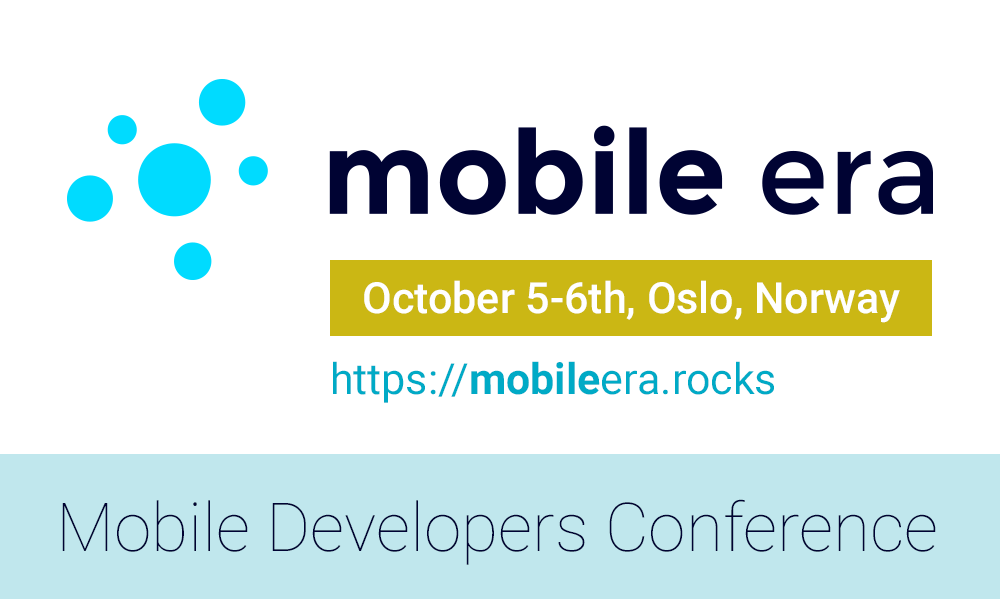 mobile era
October 5-6th, Oslo, Norway
https://mobileera.rocks
Mobile Developers Conference